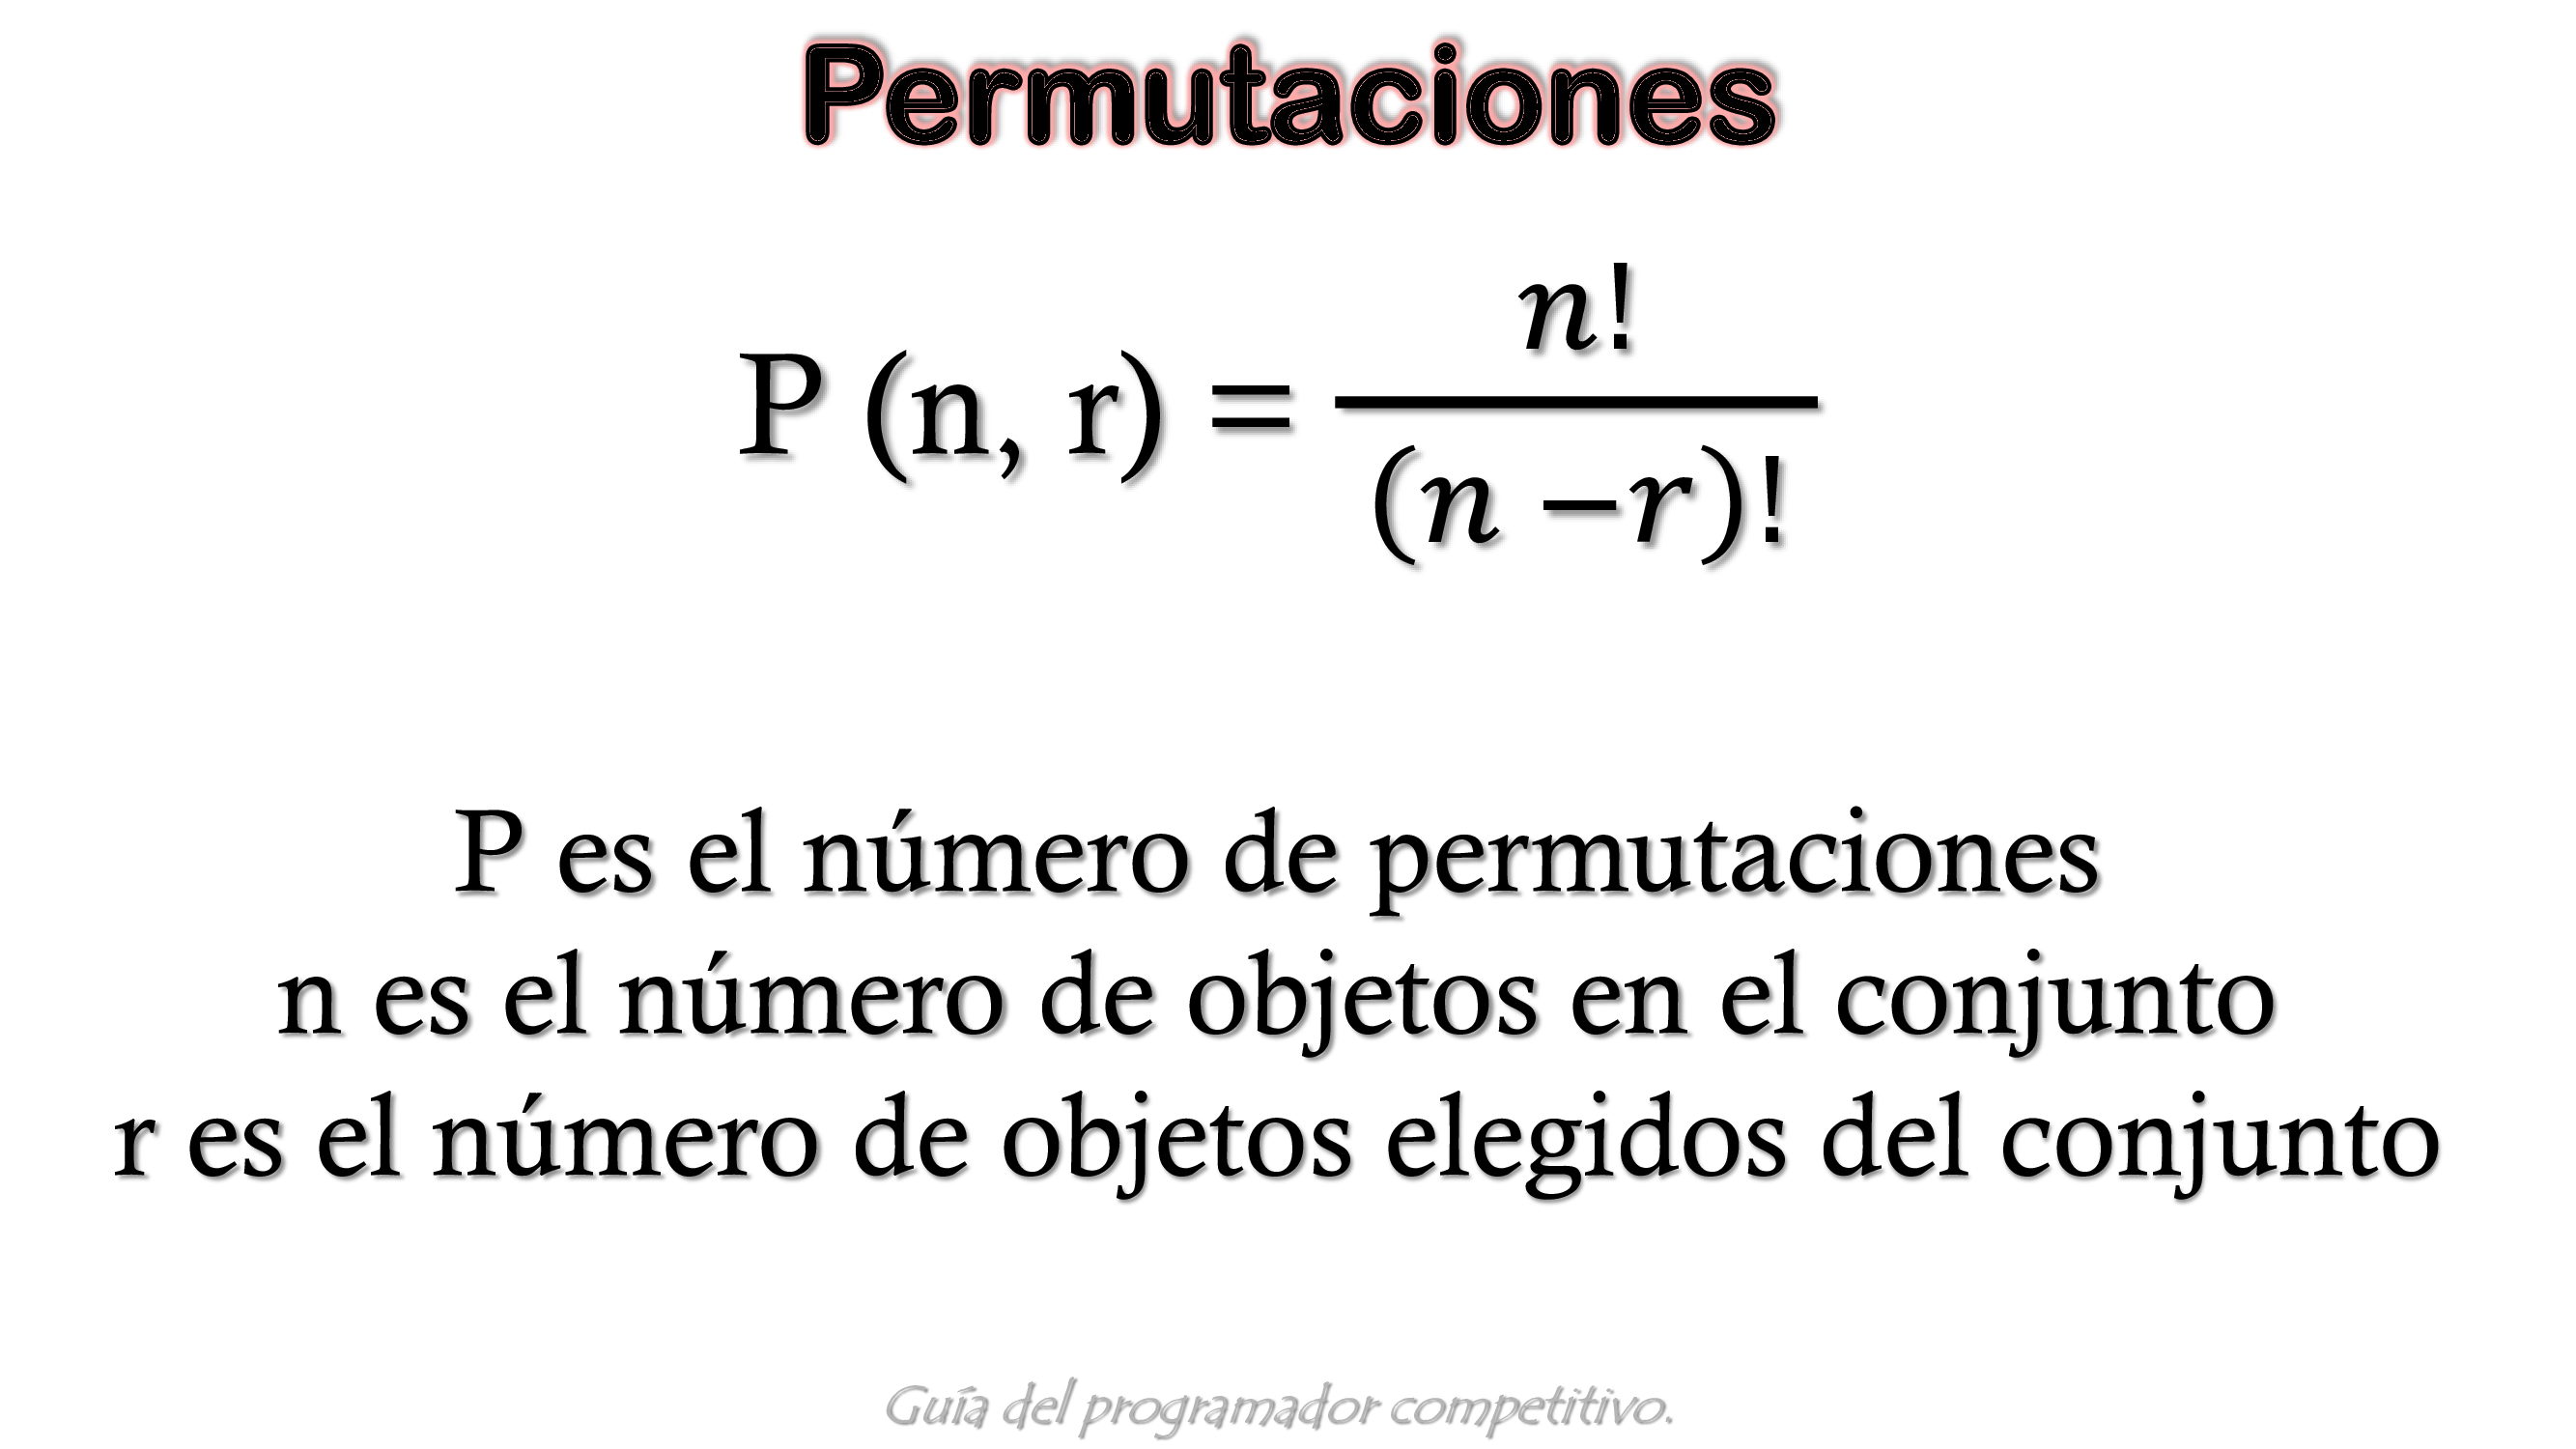 Permutaciones
P (n, r) = n! / (n – r)!
P es el número de permutaciones
n es el número de objetos en el conjunto
r es el número de objetos elegidos del conjunto
Guía del programador competitivo.